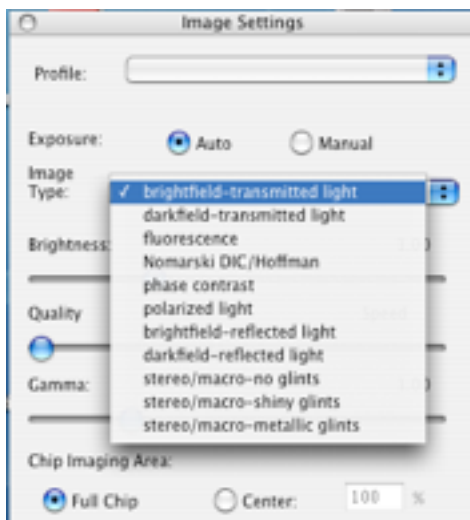 Image Settings
Profile:
Exposure: Auto Manual
Image
Type: ✓ brightfield-transmitted light
darkfield-transmitted light
fluorescence
Brightness: Nomarski DIC/Hoffman
phase contrast
Quality polarized light
brightfield-reflected light
darkfield-reflected light
Gamma: stereo/macro-no glints
stereo/macro-shiny glints
stereo/macro-metallic glints
Chip Imaging Area:
Full Chip Center: 100 %